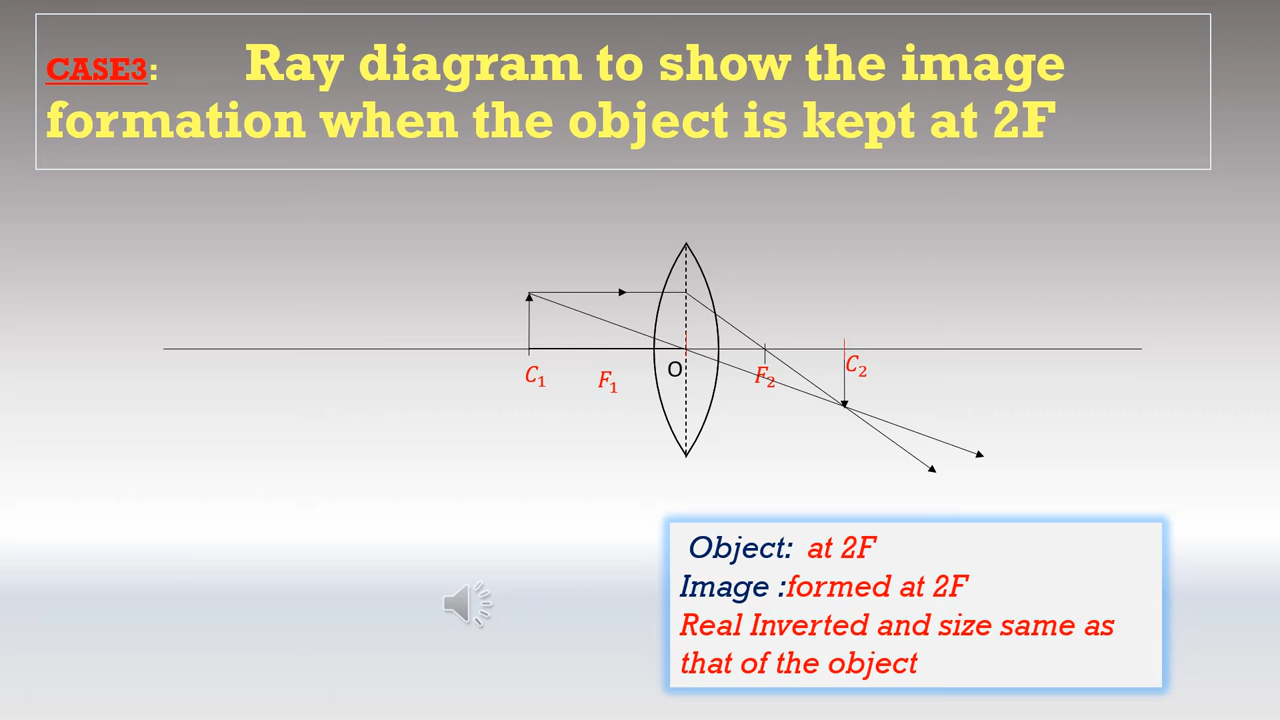 CASE3: Ray diagram to show the image
formation when the object is kept at 2F
C₁
F₁
O
F₂
C₂
Object: at 2F
Image :formed at 2F
Real Inverted and size same as
that of the object